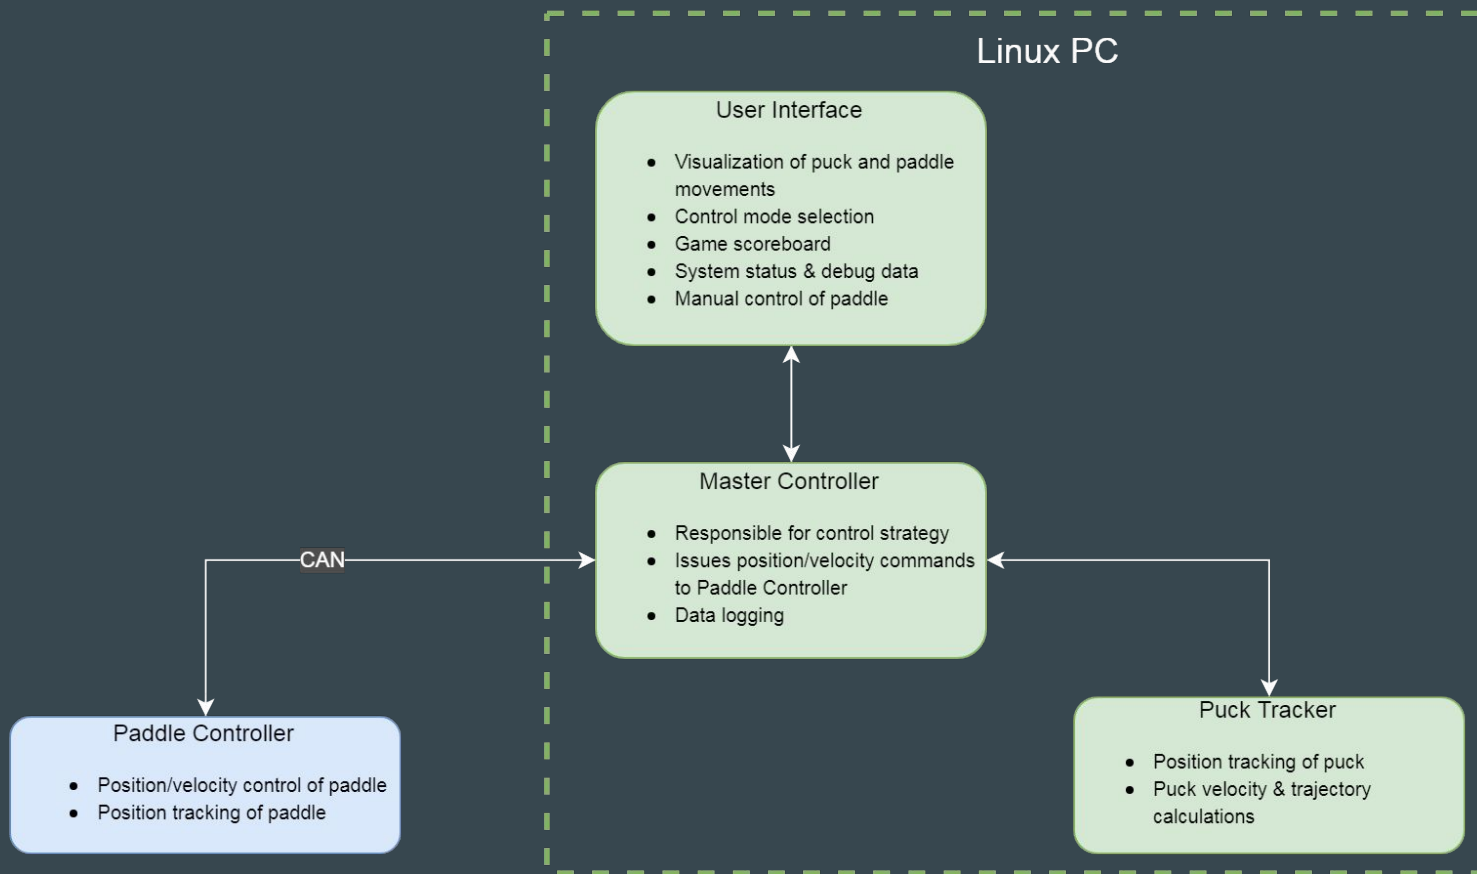 Linux PC
User Interface
● Visualization of puck and paddle
movements
● Control mode selection
● Game scoreboard
● System status & debug data
● Manual control of paddle
Master Controller
● Responsible for control strategy
● Issues position/velocity commands
to Paddle Controller
● Data logging
CAN
Paddle Controller
● Position/velocity control of paddle
● Position tracking of paddle
Puck Tracker
● Position tracking of puck
● Puck velocity & trajectory
calculations